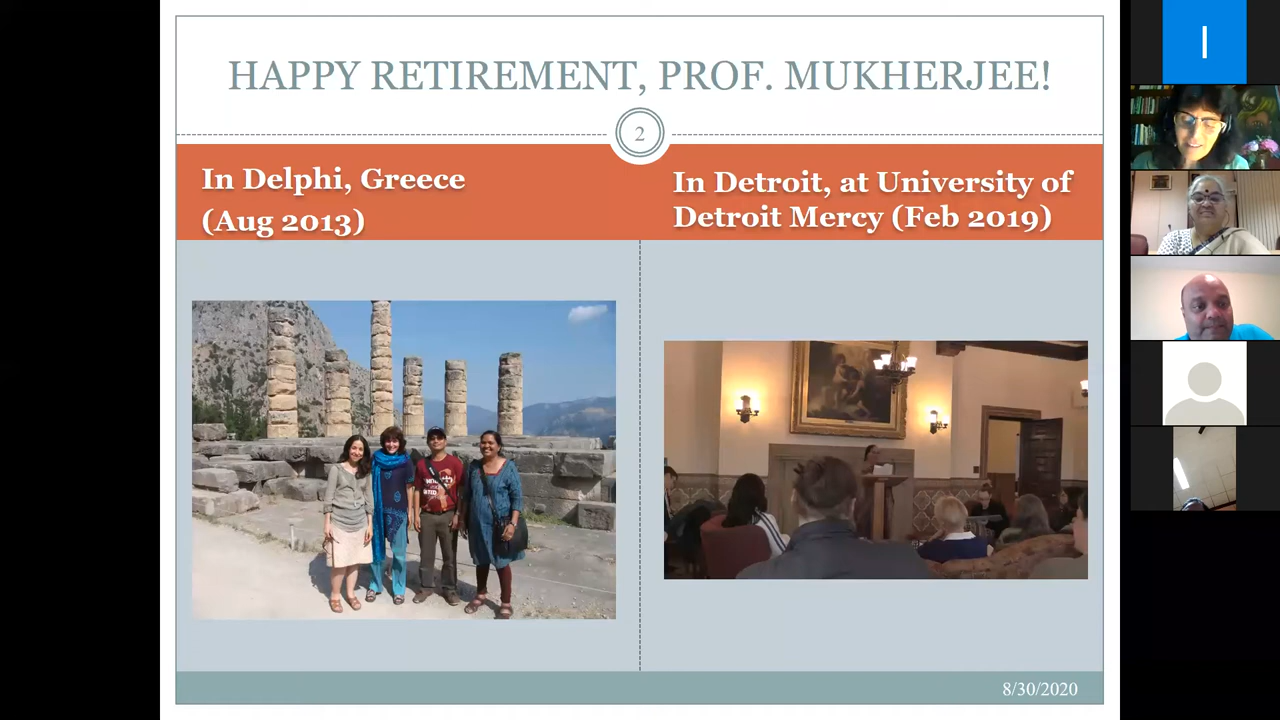 HAPPY RETIREMENT, PROF. MUKHERJEE!
2
In Delphi, Greece
(Aug 2013)
In Detroit, at University of
Detroit Mercy (Feb 2019)
8/30/2020
I